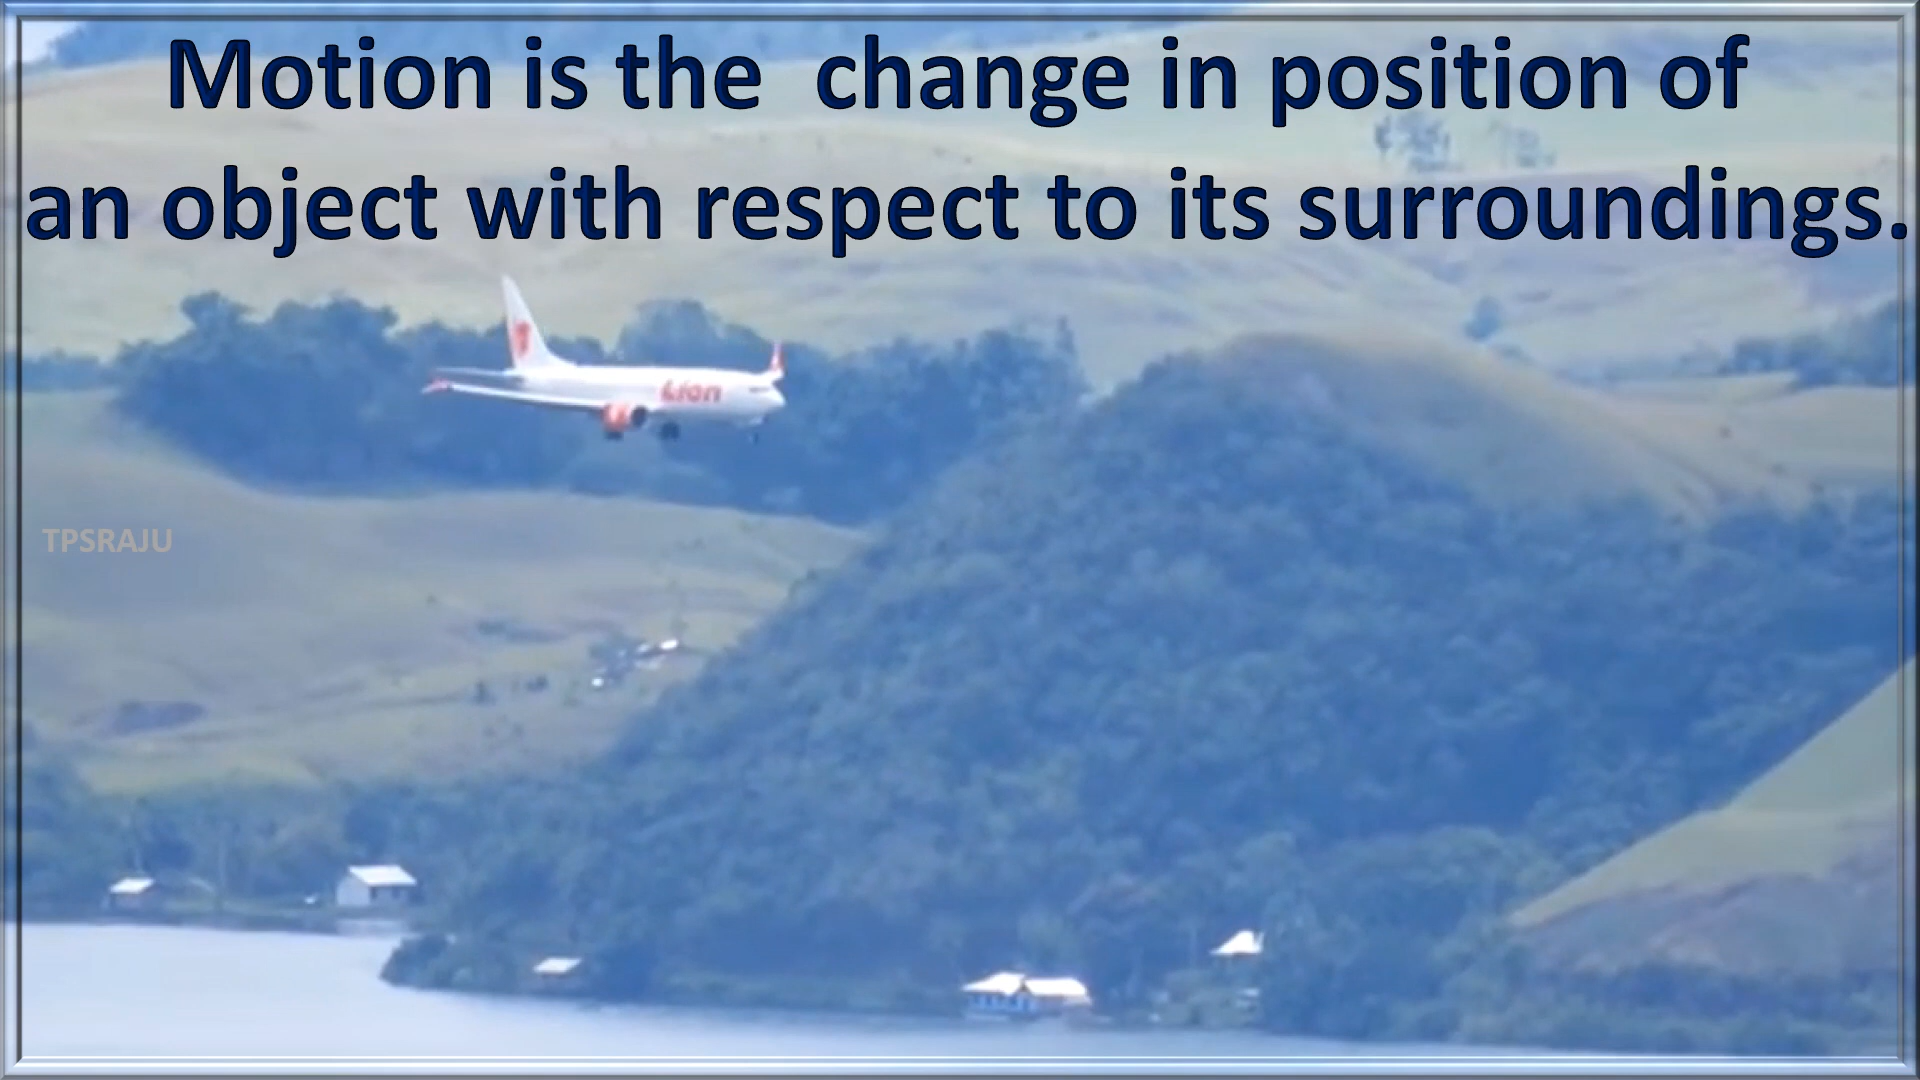 Motion is the  change in position of
an object with respect to its surroundings.
Lion
TPSRAJU